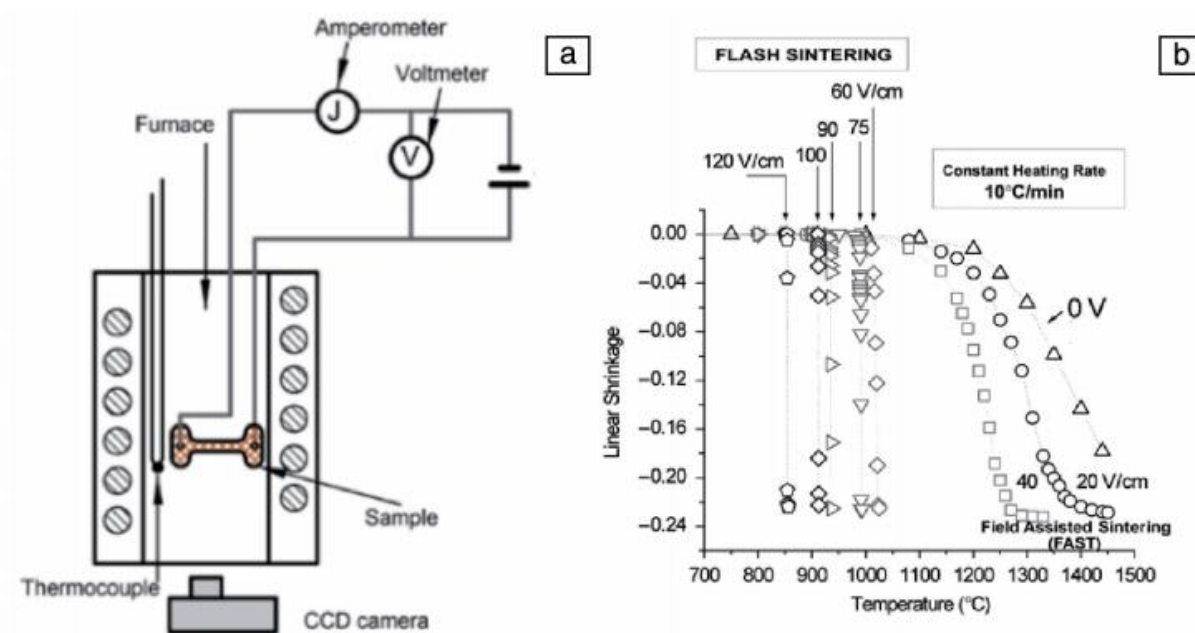 a
Amperometer
J
Voltmeter
V
Furnace
Sample
Thermocouple
CCD camera
b
FLASH SINTERING
60 V/cm
90
75
100
120 V/cm
Constant Heating Rate
10°C/min
0.00
−0.04
−0.08
−0.12
−0.16
−0.20
−0.24
Linear Shrinkage
0 V
40
20 V/cm
Field Assisted Sintering
(FAST)
700
800
900
1000
1100
1200
1300
1400
1500
Temperature (°C)